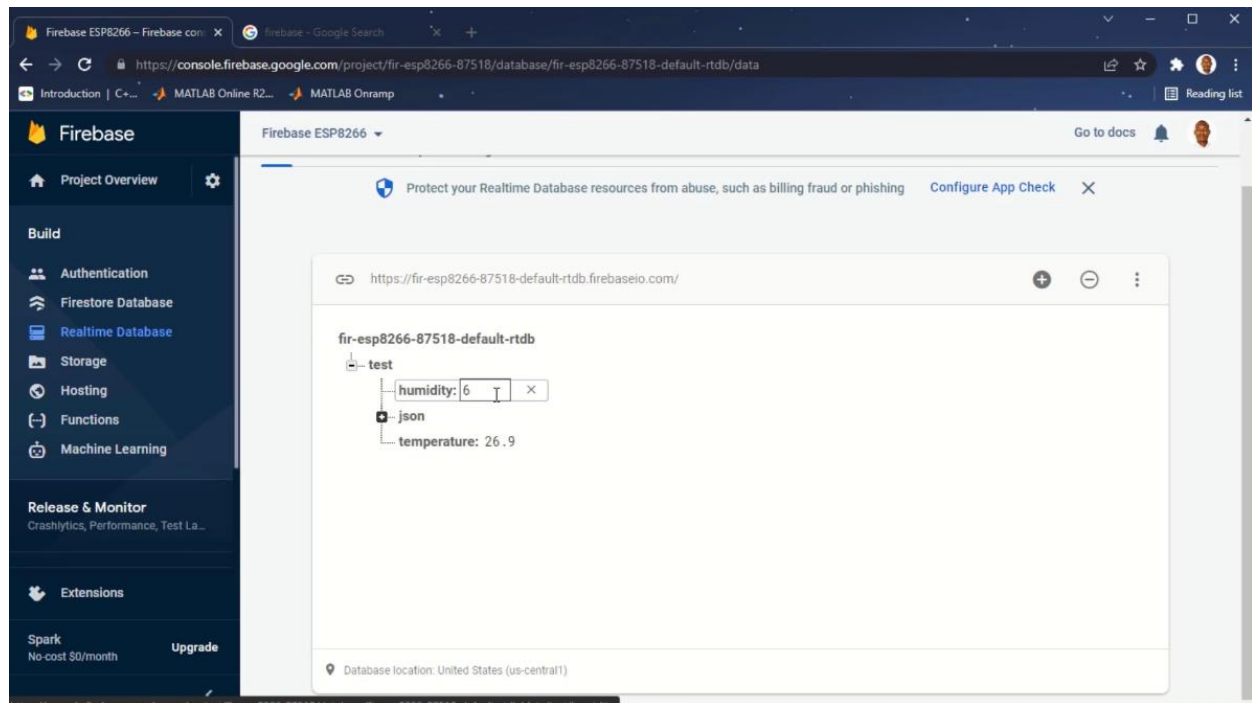 Firebase ESP8266 – Firebase con
firebase - Google Search
https://console.firebase.google.com/project/fir-esp8266-87518/database/fir-esp8266-87518-default-rtdb/data
Introduction | C+... MATLAB Online R2... MATLAB Onramp Reading list
Firebase
Firebase ESP8266
Go to docs
Project Overview
Protect your Realtime Database resources from abuse, such as billing fraud or phishing Configure App Check
Build
Authentication
Firestore Database
Realtime Database
Storage
Hosting
Functions
Machine Learning
Release & Monitor
Crashlytics, Performance, Test La...
Extensions
Spark
No-cost $0/month
Upgrade
https://fir-esp8266-87518-default-rtdb.firebaseio.com/
fir-esp8266-87518-default-rtdb
test
humidity: 6
json
temperature: 26.9
Database location: United States (us-central1)